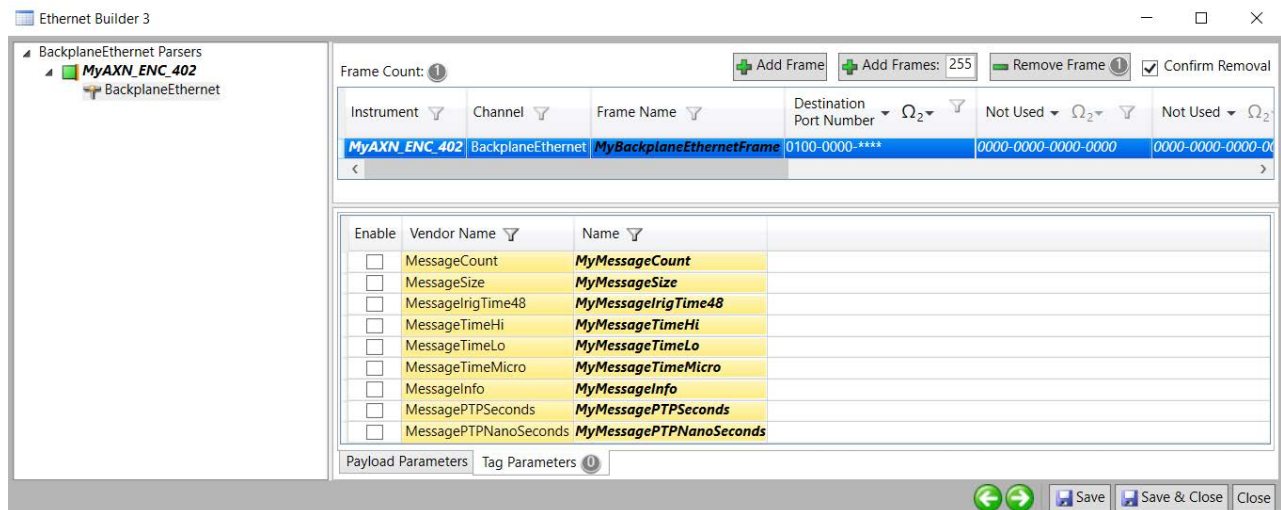 Ethernet Builder 3
BackplaneEthernet Parsers
MyAXN_ENC_402
BackplaneEthernet
Frame Count: 1 Add Frame Add Frames: 255 Remove Frame 1 Confirm Removal
Instrument Channel Frame Name Destination Port Number Ω2 Not Used Ω2 Not Used Ω2
MyAXN_ENC_402 BackplaneEthernet MyBackplaneEthernetFrame 0100-0000-**** 0000-0000-0000-0000 0000-0000-0000-00
Enable Vendor Name Name
MessageCount MyMessageCount
MessageSize MyMessageSize
MessageIrigTime48 MyMessageIrigTime48
MessageTimeHi MyMessageTimeHi
MessageTimeLo MyMessageTimeLo
MessageTimeMicro MyMessageTimeMicro
MessageInfo MyMessageInfo
MessagePTPSeconds MyMessagePTPSeconds
MessagePTPNanoSeconds MyMessagePTPNanoSeconds
Payload Parameters Tag Parameters 0
Save Save & Close Close